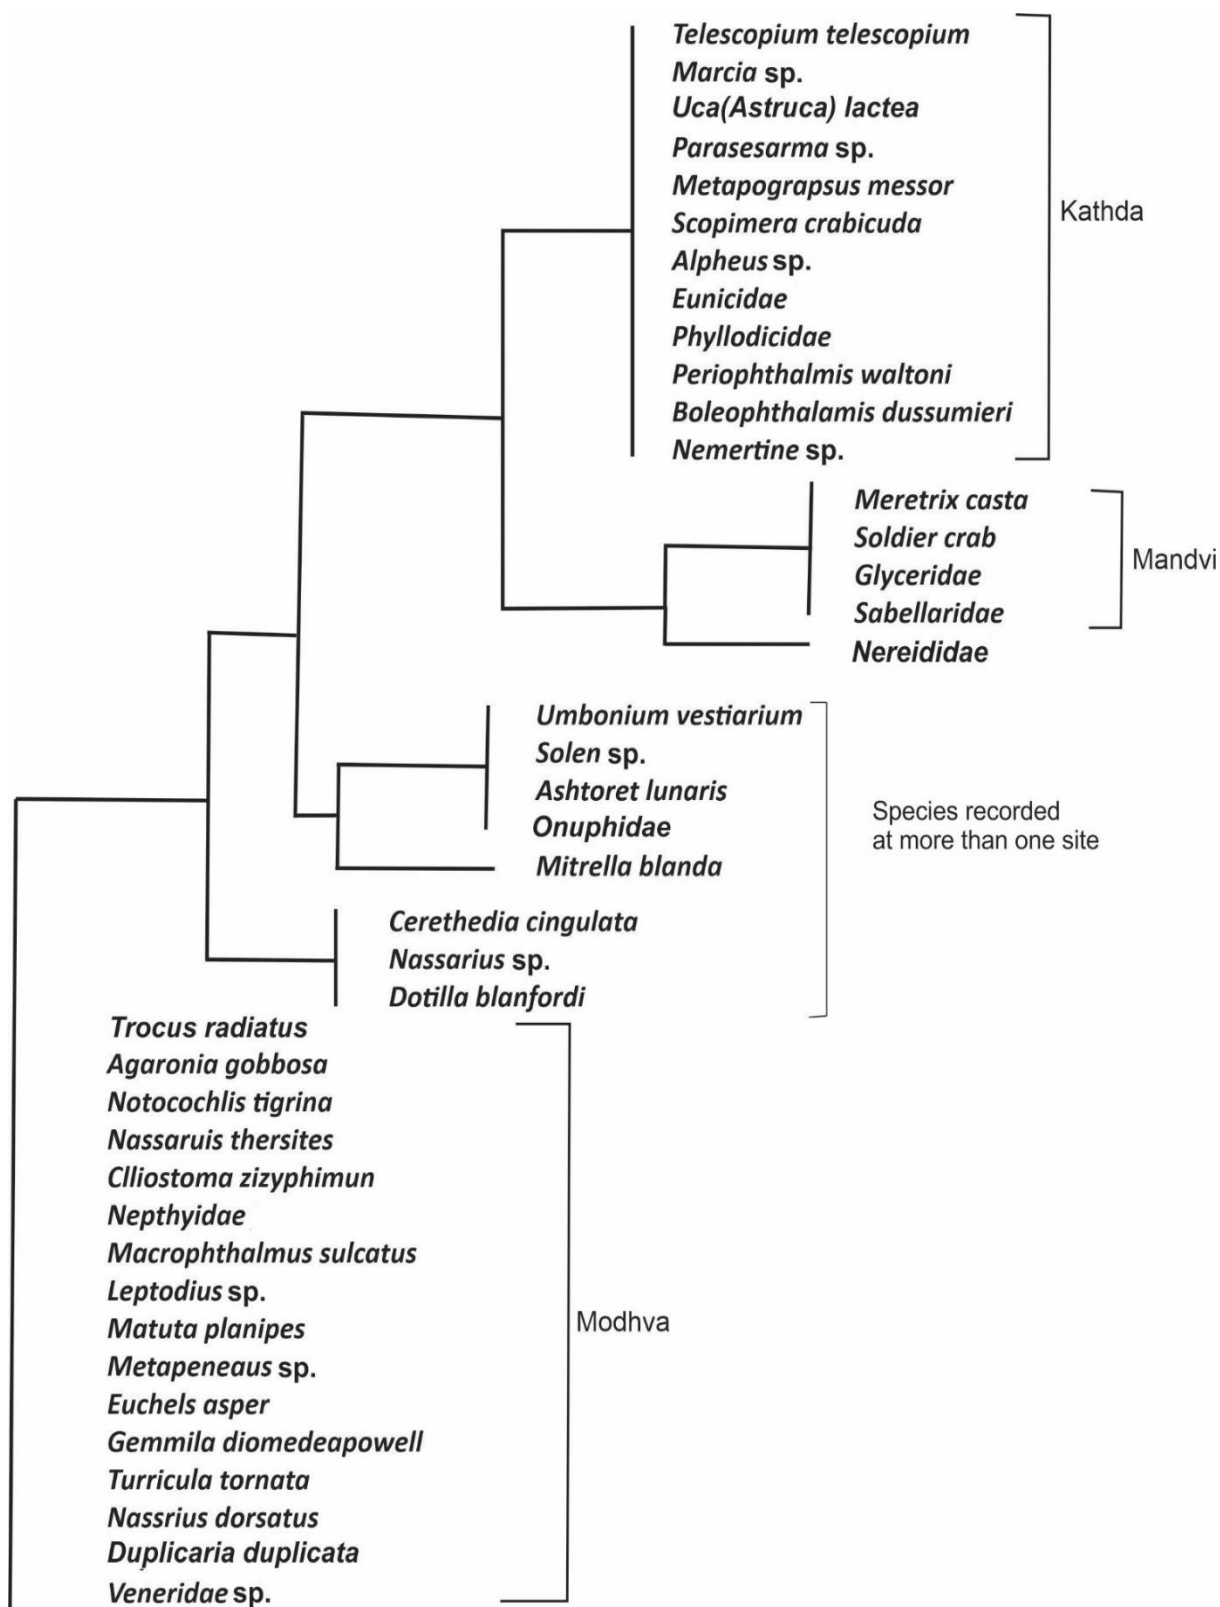 Telescopium telescopium
Marcia sp.
Uca(Astruca) lactea
Parasesarma sp.
Metapograpsus messor
Scopimera crabicuda
Alpheus sp.
Eunicidae
Phyllodicidae
Periophthalmis waltoni
Boleophthalamis dussumieri
Nemertine sp.
Kathda
Meretrix casta
Soldier crab
Glyceridae
Sabellaridae
Mandvi
Nereididae
Umbonium vestiarium
Solen sp.
Ashtoret lunaris
Onuphidae
Mitrella blanda
Cerethedia cingulata
Nassarius sp.
Dotilla blanfordi
Species recorded
at more than one site
Trocus radiatus
Agaronia gobbosa
Notocochlis tigrina
Nassaruis thersites
Clliostoma zizyphimun
Nepthyidae
Macrophthalmus sulcatus
Leptodius sp.
Matuta planipes
Metapeneaus sp.
Euchels asper
Gemmila diomedeapowell
Turricula tornata
Nassrius dorsatus
Duplicaria duplicata
Veneridae sp.
Modhva